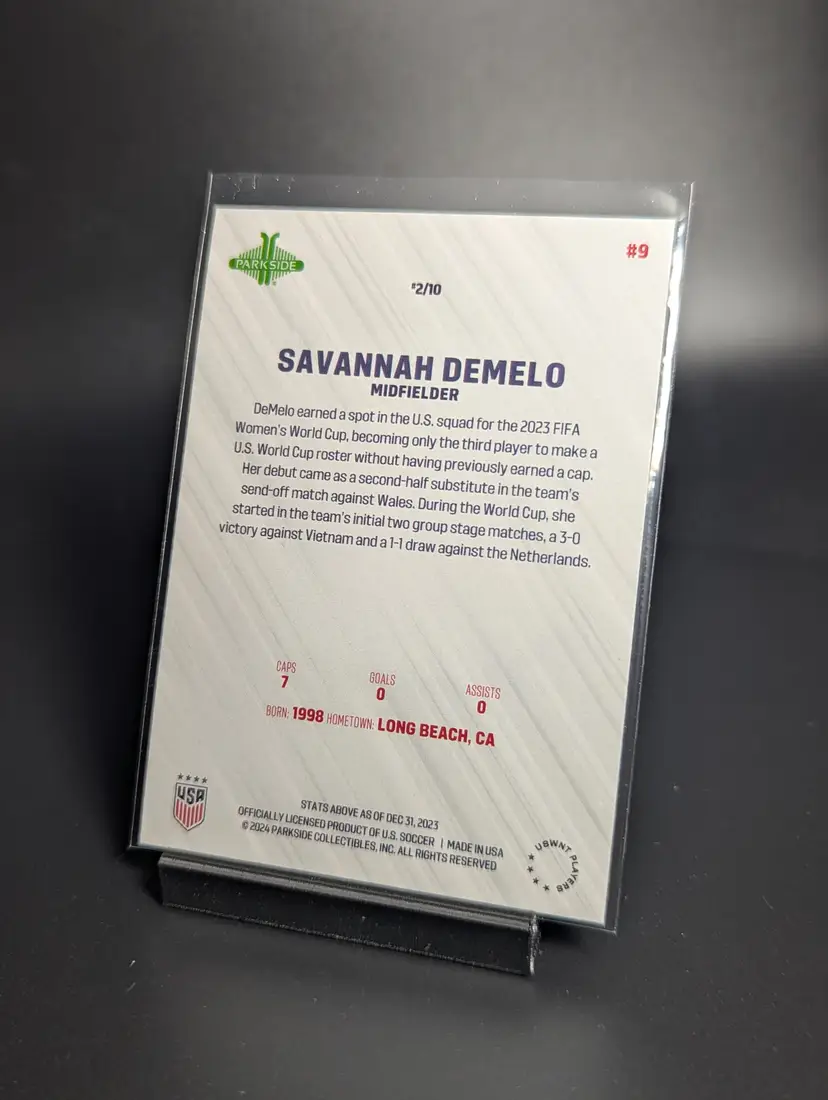 PARKSIDE
#9
#2/10
SAVANNAH DEMELO
MIDFIELDER
DeMelo earned a spot in the U.S. squad for the 2023 FIFA
Women's World Cup, becoming only the third player to make a
U.S. World Cup roster without having previously earned a cap.
Her debut came as a second-half substitute in the team's
send-off match against Wales. During the World Cup, she
started in the team's initial two group stage matches, a 3-0
victory against Vietnam and a 1-1 draw against the Netherlands.
CAPS
7
GOALS
0
ASSISTS
0
BORN: 1998 HOMETOWN: LONG BEACH, CA
USA
STATS ABOVE AS OF DEC 31, 2023
OFFICIALLY LICENSED PRODUCT OF U.S. SOCCER | MADE IN USA
© 2024 PARKSIDE COLLECTIBLES, INC. ALL RIGHTS RESERVED
USWNT PLAYERS